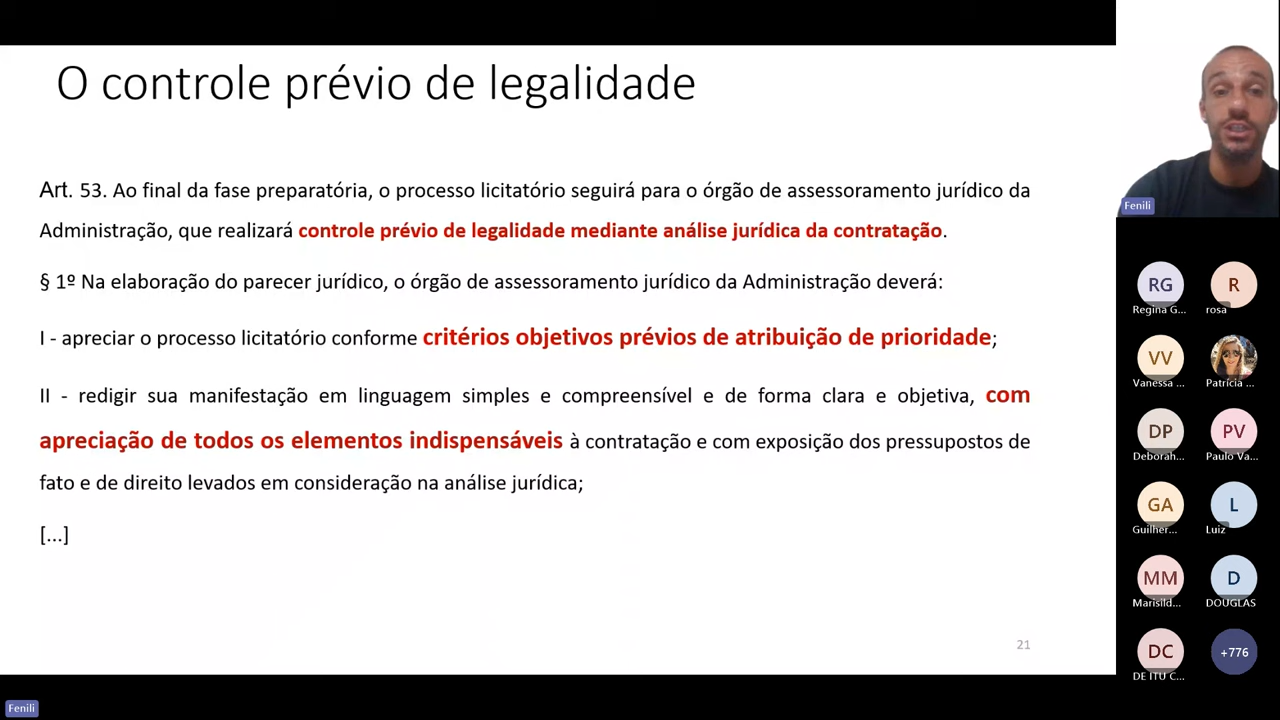 O controle prévio de legalidade
Art. 53. Ao final da fase preparatória, o processo licitatório seguirá para o órgão de assessoramento jurídico da
Administração, que realizará controle prévio de legalidade mediante análise jurídica da contratação.
§ 1º Na elaboração do parecer jurídico, o órgão de assessoramento jurídico da Administração deverá:
I - apreciar o processo licitatório conforme critérios objetivos prévios de atribuição de prioridade;
II - redigir sua manifestação em linguagem simples e compreensível e de forma clara e objetiva, com
apreciação de todos os elementos indispensáveis à contratação e com exposição dos pressupostos de
fato e de direito levados em consideração na análise jurídica;
[...]
21
Fenili
Fenili
RG
Regina G...
R
rosa
VV
Vanessa ...
Patrícia ...
DP
Deborah...
PV
Paulo Va...
GA
Guilher...
L
Luiz
MM
Marisild...
D
DOUGLAS
DC
DE ITU C...
+776